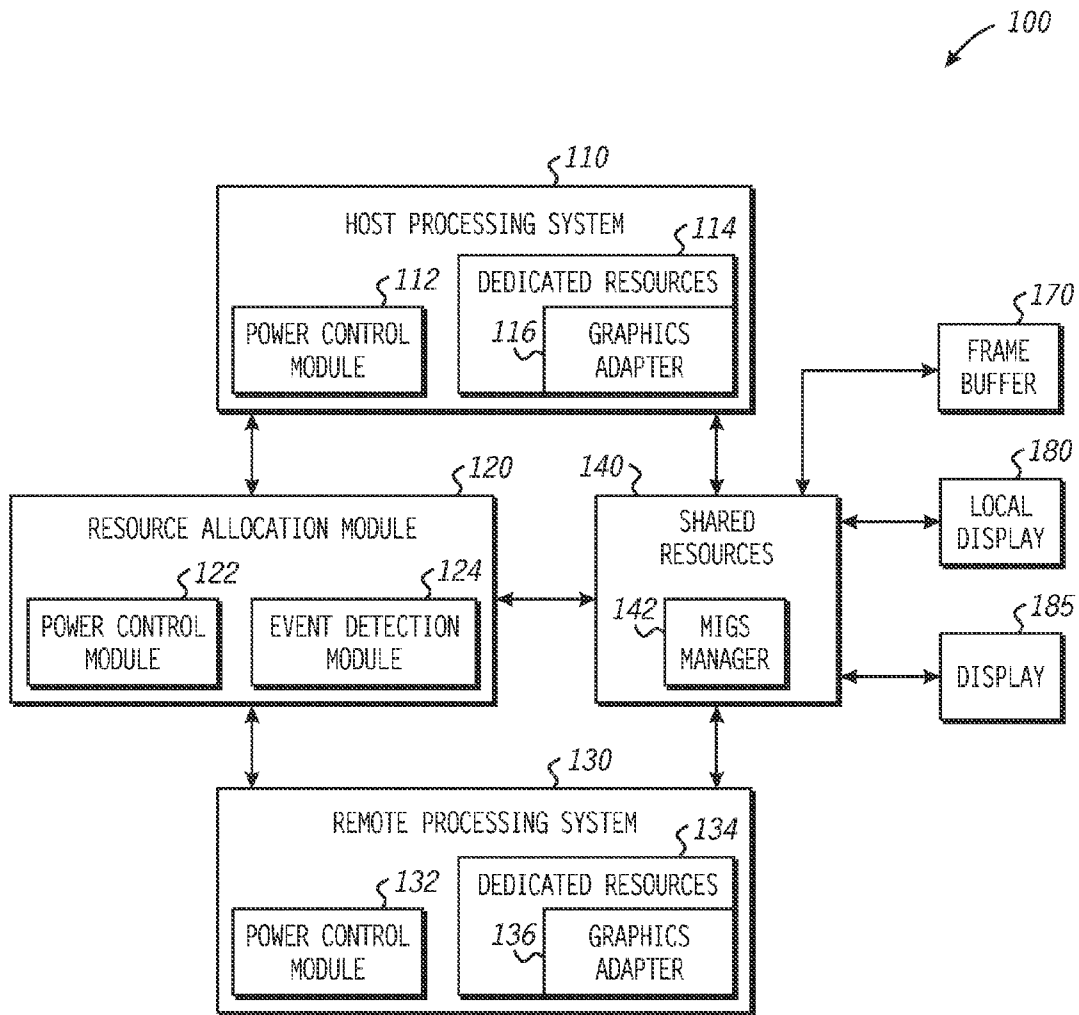 100
110
HOST PROCESSING SYSTEM
114
112
DEDICATED RESOURCES
POWER CONTROL
MODULE
116
GRAPHICS
ADAPTER
170
FRAME
BUFFER
120
140
180
RESOURCE ALLOCATION MODULE
SHARED
RESOURCES
LOCAL
DISPLAY
122
124
POWER CONTROL
MODULE
EVENT DETECTION
MODULE
142
MIGS
MANAGER
185
DISPLAY
130
REMOTE PROCESSING SYSTEM
134
132
DEDICATED RESOURCES
POWER CONTROL
MODULE
136
GRAPHICS
ADAPTER